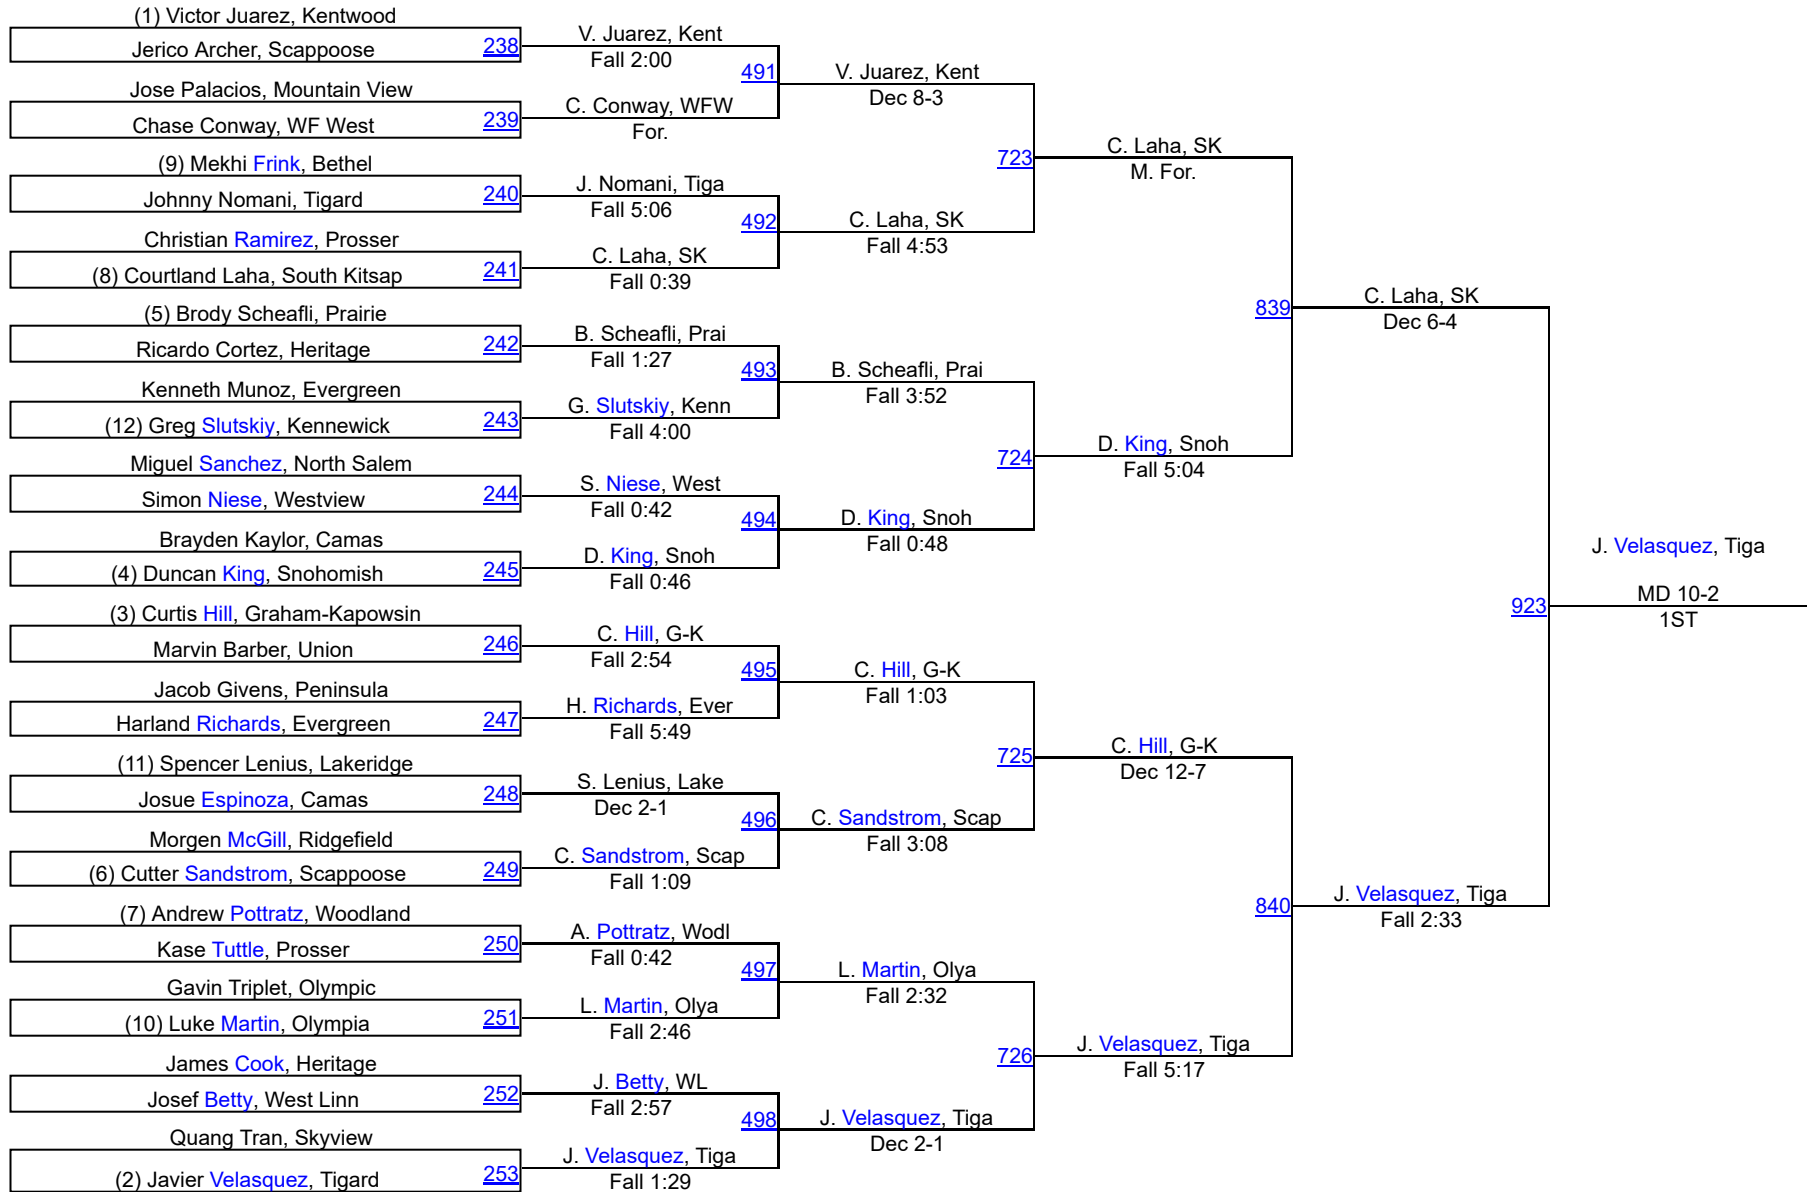 (1) Victor Juarez, Kentwood
Jerico Archer, Scappoose
238
Jose Palacios, Mountain View
Chase Conway, WF West
239
(9) Mekhi Frink, Bethel
Johnny Nomani, Tigard
240
Christian Ramirez, Prosser
(8) Courtland Laha, South Kitsap
241
(5) Brody Scheafli, Prairie
Ricardo Cortez, Heritage
242
Kenneth Munoz, Evergreen
(12) Greg Slutskiy, Kennewick
243
Miguel Sanchez, North Salem
Simon Niese, Westview
244
Brayden Kaylor, Camas
(4) Duncan King, Snohomish
245
(3) Curtis Hill, Graham-Kapowsin
Marvin Barber, Union
246
Jacob Givens, Peninsula
Harland Richards, Evergreen
247
(11) Spencer Lenius, Lakeridge
Josue Espinoza, Camas
248
Morgen McGill, Ridgefield
(6) Cutter Sandstrom, Scappoose
249
(7) Andrew Pottratz, Woodland
Kase Tuttle, Prosser
250
Gavin Triplet, Olympic
(10) Luke Martin, Olympia
251
James Cook, Heritage
Josef Betty, West Linn
252
Quang Tran, Skyview
(2) Javier Velasquez, Tigard
253
V. Juarez, Kent
Fall 2:00
491
C. Conway, WFW
For.
J. Nomani, Tiga
Fall 5:06
492
C. Laha, SK
Fall 0:39
B. Scheafli, Prai
Fall 1:27
493
G. Slutskiy, Kenn
Fall 4:00
S. Niese, West
Fall 0:42
494
D. King, Snoh
Fall 0:46
C. Hill, G-K
Fall 2:54
495
H. Richards, Ever
Fall 5:49
S. Lenius, Lake
Dec 2-1
496
C. Sandstrom, Scap
Fall 1:09
A. Pottratz, Wodl
Fall 0:42
497
L. Martin, Olya
Fall 2:46
J. Betty, WL
Fall 2:57
498
J. Velasquez, Tiga
Fall 1:29
V. Juarez, Kent
Dec 8-3
723
C. Laha, SK
Fall 4:53
B. Scheafli, Prai
Fall 3:52
724
D. King, Snoh
Fall 0:48
C. Hill, G-K
Fall 1:03
725
C. Sandstrom, Scap
Fall 3:08
L. Martin, Olya
Fall 2:32
726
J. Velasquez, Tiga
Dec 2-1
C. Laha, SK
M. For.
839
D. King, Snoh
Fall 5:04
C. Hill, G-K
Dec 12-7
840
J. Velasquez, Tiga
Fall 5:17
C. Laha, SK
Dec 6-4
923
J. Velasquez, Tiga
Fall 2:33
J. Velasquez, Tiga
MD 10-2
1ST